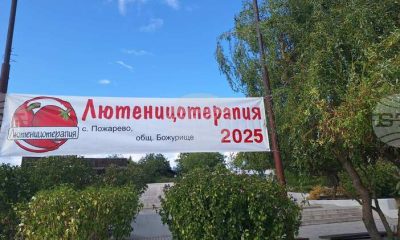 Лютеницотерапия
Лютеницотерапия
с. Пожарево,
общ. Божурище
2025